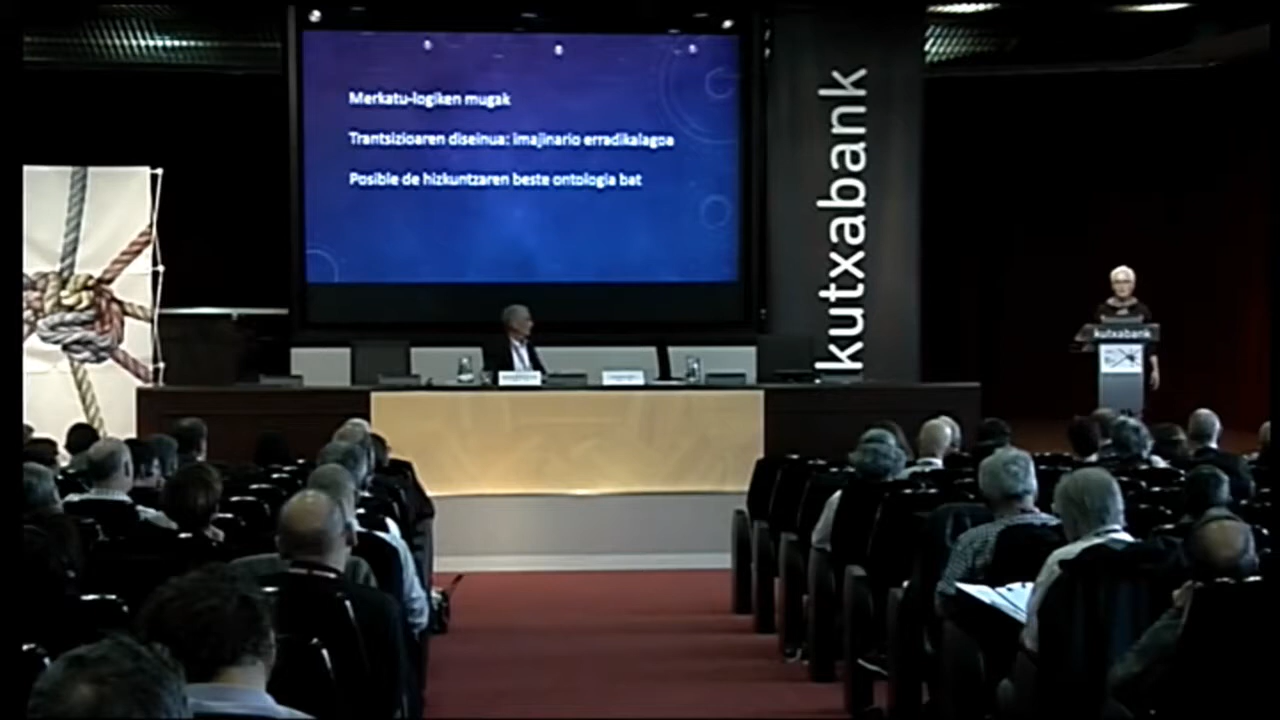 Merkatu-logiken mugak
Trantsizioaren diseinua: imajinario erradikalagoa
Posible de hizkuntzaren beste ontologia bat
kutxabank
kutxabank